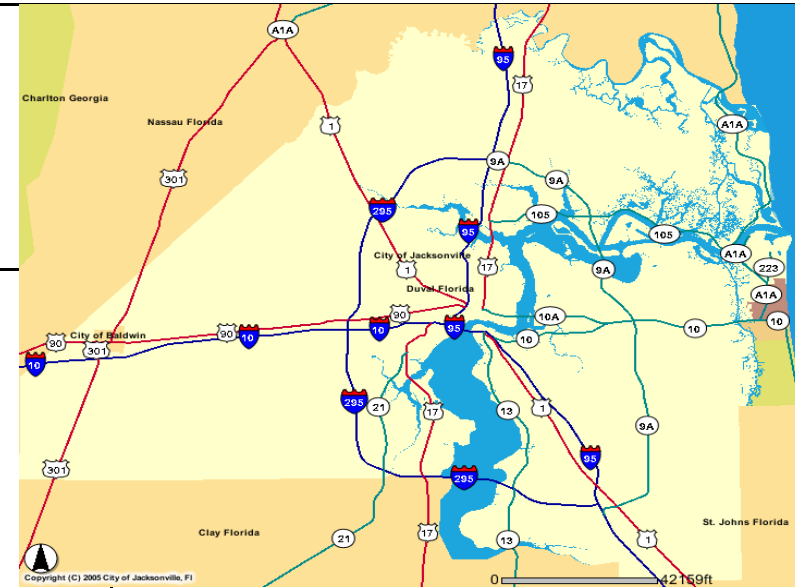 A1A
95
17
Charlton Georgia
Nassau Florida
1
A1A
9A
9A
301
295
105
95
105
City of Jacksonville
A1A
1
17
9A
223
Duval Florida
A1A
90
10A
10
95
10
10
90
City of Baldwin
90
10
10
301
10
295
21
17
13
1
9A
95
301
295
St. Johns Florida
Clay Florida
17
21
13
1
Copyright (C) 2005 City of Jacksonville, Fl
0
42159ft